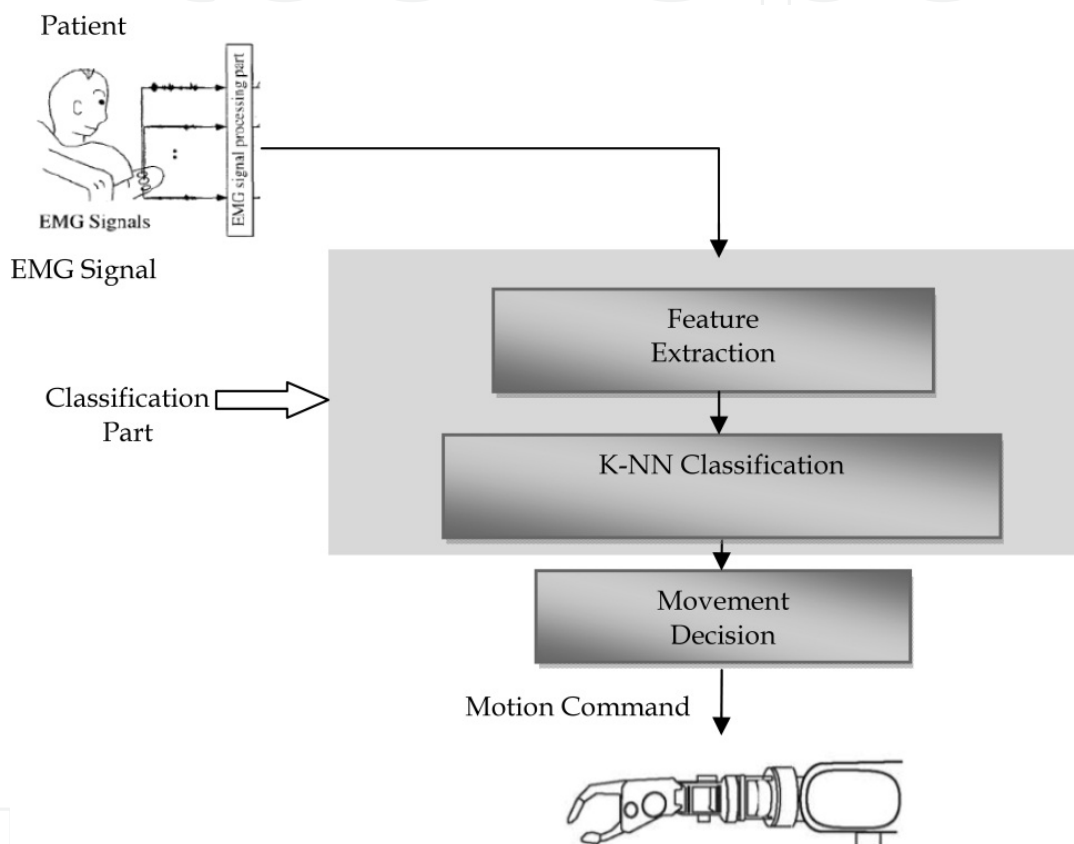 Patient
EMG signal processing part
EMG Signals
EMG Signal
Feature
Extraction
Classification
Part
K-NN Classification
Movement
Decision
Motion Command